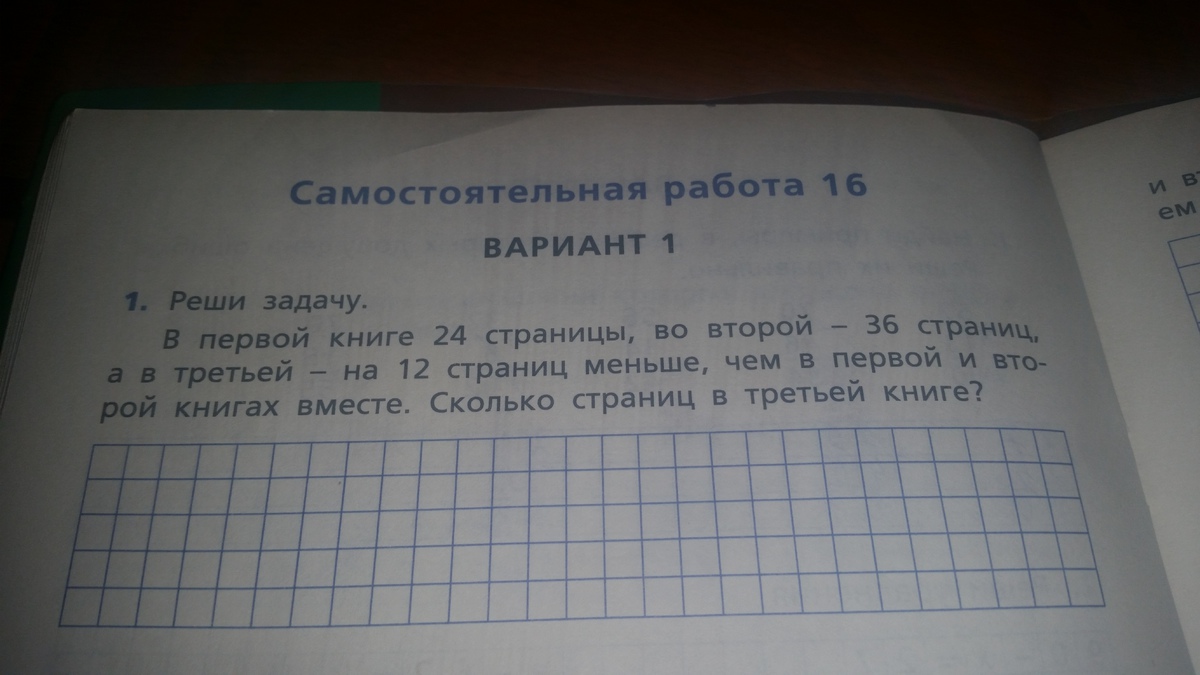 Самостоятельная работа 16
ВАРИАНТ 1
1. Реши задачу.
В первой книге 24 страницы, во второй – 36 страниц,
а в третьей – на 12 страниц меньше, чем в первой и вто-
рой книгах вместе. Сколько страниц в третьей книге?
и
ем